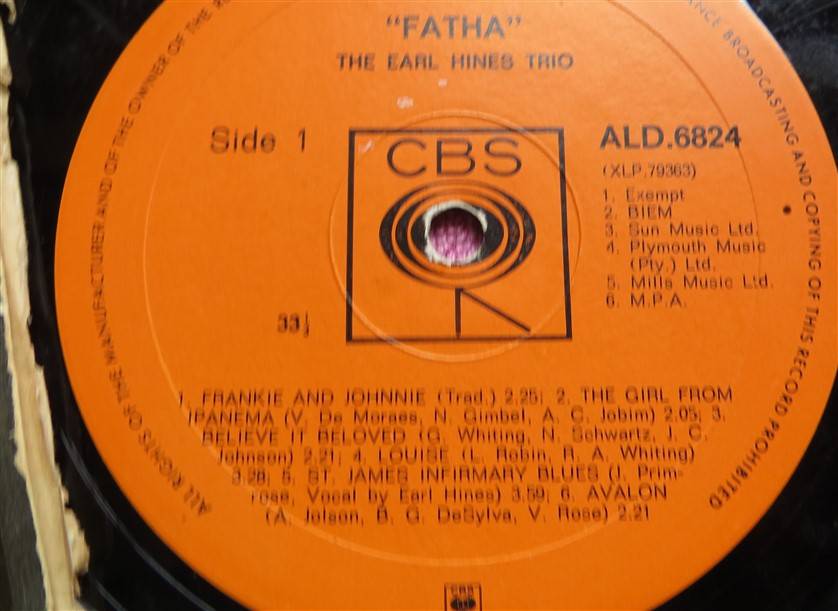 "FATHA"
THE EARL HINES TRIO
Side 1
CBS
ALD.6824
(XLP.79363)
1. Exempt
2. BIEM
3. Sun Music Ltd.
4. Plymouth Music
(Pty.) Ltd.
5. Mills Music Ltd.
6. M.P.A.
33⅓
1. FRANKIE AND JOHNNIE (Trad.) 2.25; 2. THE GIRL FROM
IPANEMA (V. De Moraes, N. Gimbel, A. C. Jobim) 2.05; 3.
BELIEVE IT BELOVED (G. Whiting, N. Schwartz, J. C.
Johnson) 2.21; 4. LOUISE (L. Robin, R. A. Whiting)
3.28; 5. ST. JAMES INFIRMARY BLUES (J. Prim-
rose, Vocal by Earl Hines) 3.59; 6. AVALON
(A. Jolson, B. G. DeSylva, V. Rose) 2.21
CBS
ALL RIGHTS OF THE MANUFACTURER AND OF THE OWNER OF THE
BROADCASTING AND COPYING OF THIS RECORD PROHIBITED